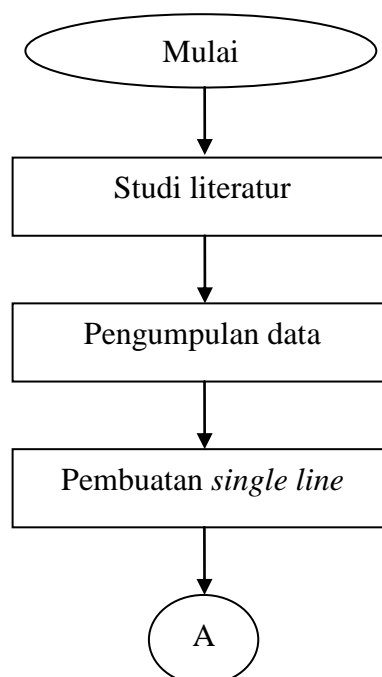 Mulai
Studi literatur
Pengumpulan data
Pembuatan single line
A